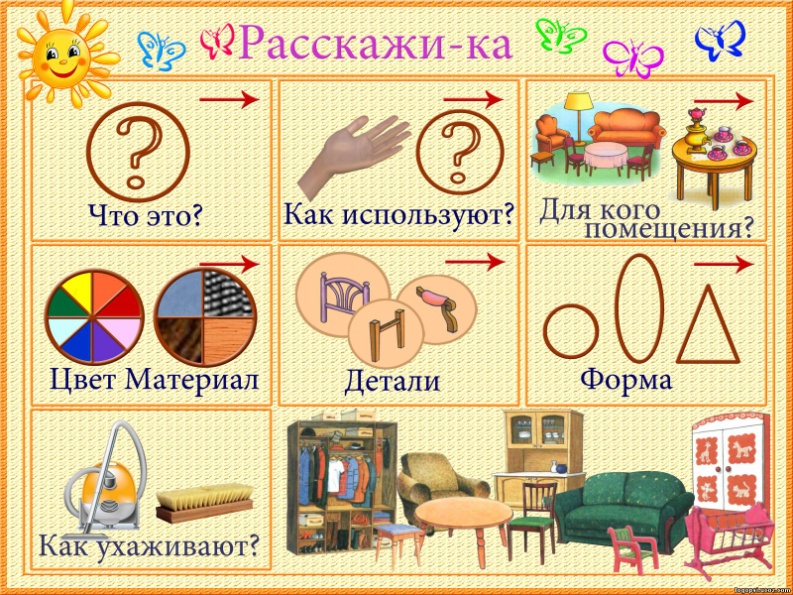 Расскажи-ка
Что это?
Как используют?
Для кого
помещения?
Цвет Материал
Детали
Форма
Как ухаживают?